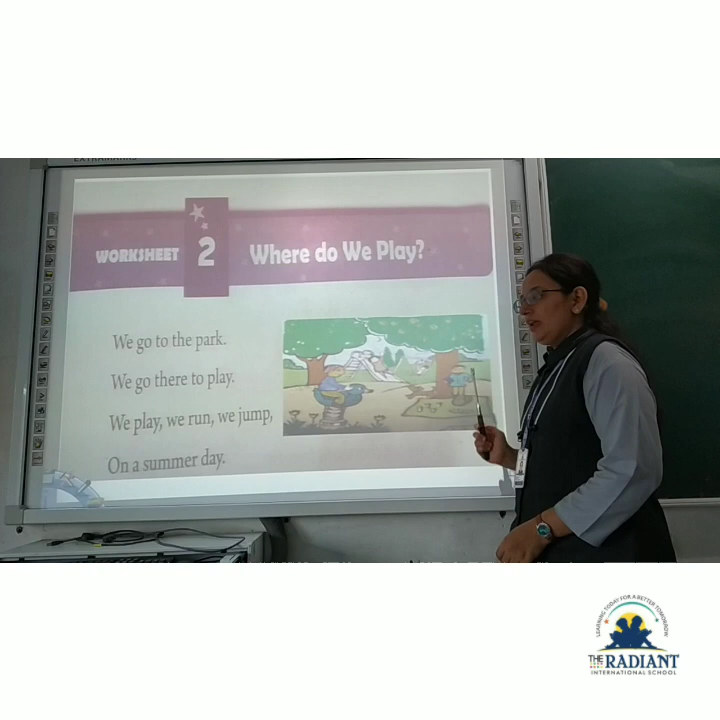 WORKSHEET 2 Where do We Play?
We go to the park.
We go there to play.
We play, we run, we jump,
On a summer day.
LEARNING TODAY FOR A BETTER TOMORROW
THE RADIANT
INTERNATIONAL SCHOOL